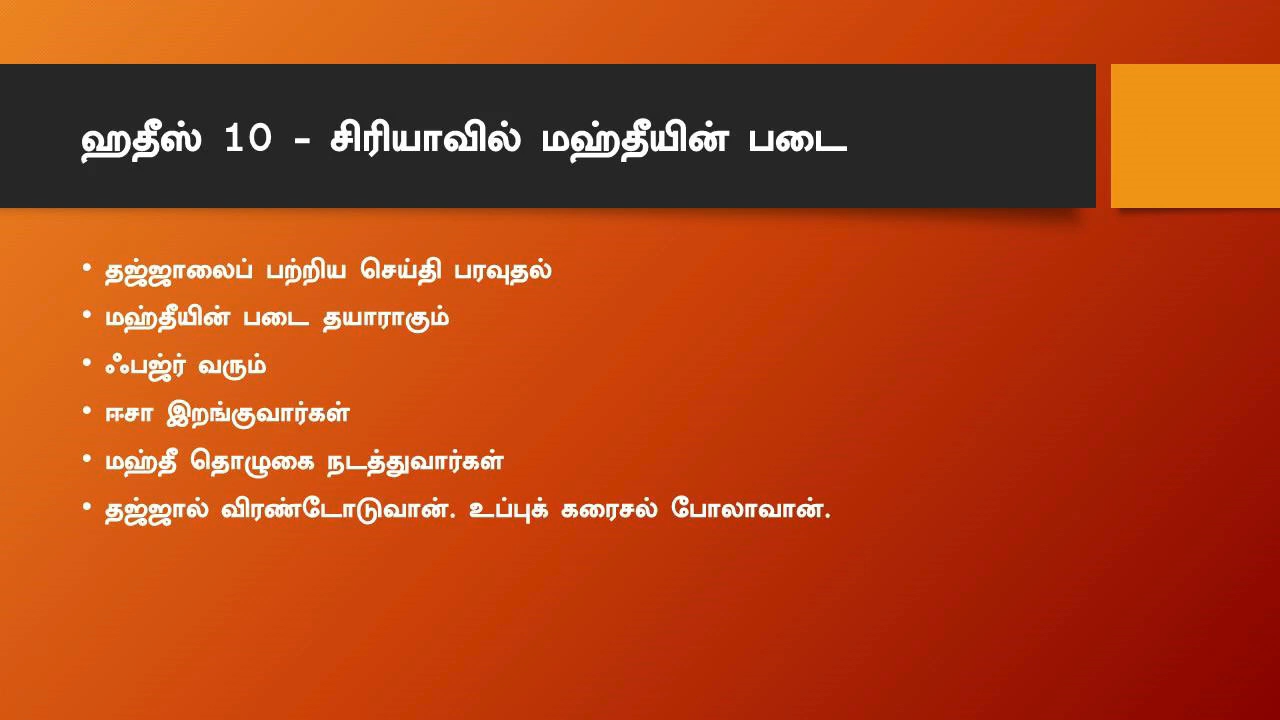 ஹதீஸ் 10 - சிரியாவில் மஹ்தீயின் படை
• தஜ்ஜாலைப் பற்றிய செய்தி பரவுதல்
• மஹ்தீயின் படை தயாராகும்
• ஃபஜ்ர் வரும்
• ஈசா இறங்குவார்கள்
• மஹ்தீ தொழுகை நடத்துவார்கள்
• தஜ்ஜால் விரண்டோடுவான். உப்புக் கரைசல் போலாவான்.